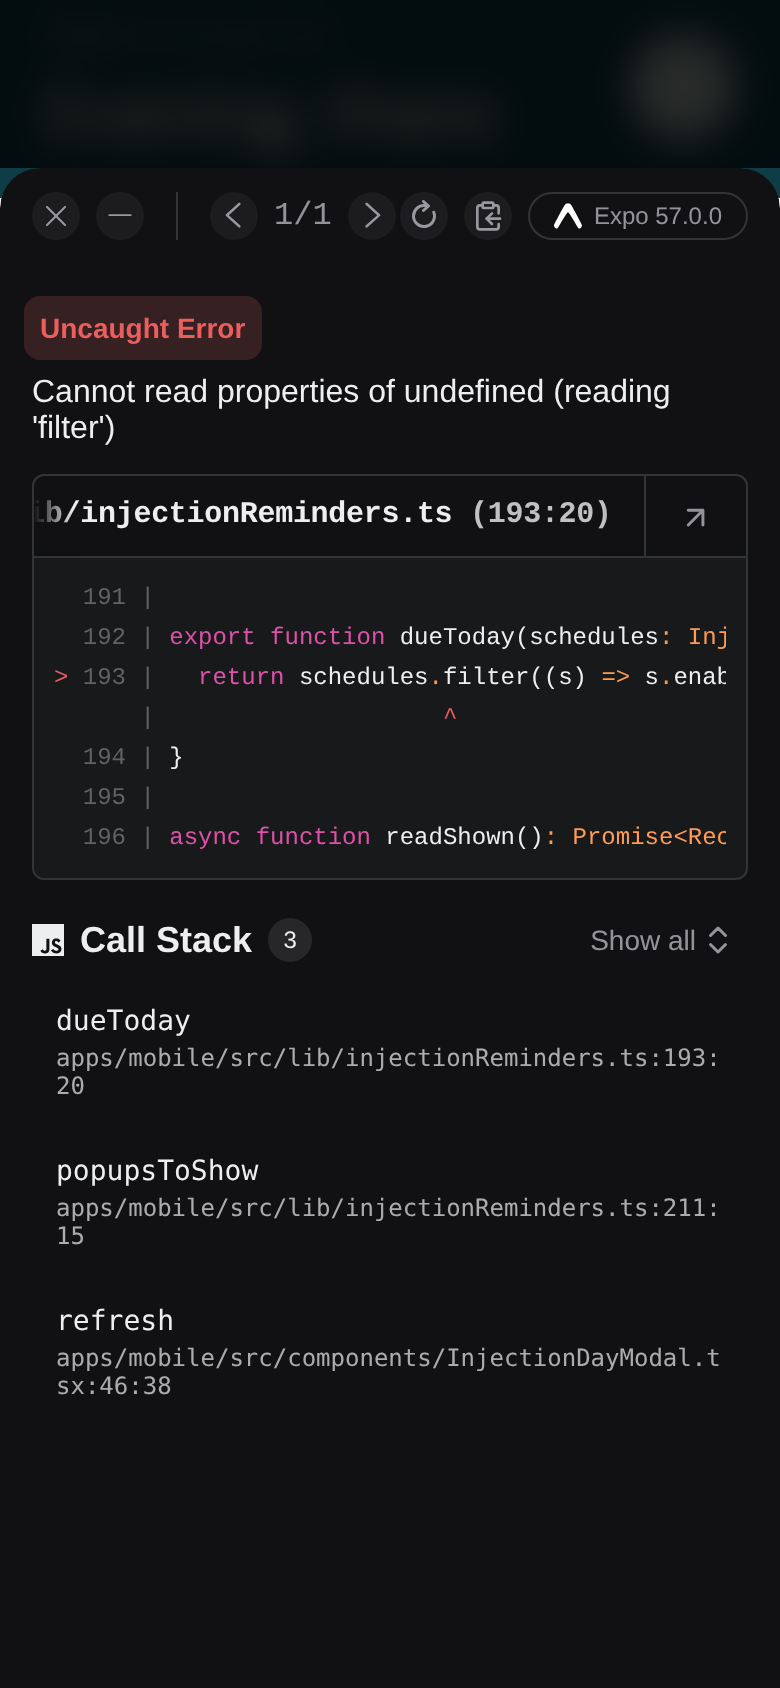 1/1
Expo 57.0.0
Uncaught Error
Cannot read properties of undefined (reading
'filter')
b/injectionReminders.ts (193:20)
191 |
192 | export function dueToday(schedules: Inj
> 193 |   return schedules.filter((s) => s.enab
|                    ^
194 | }
195 |
196 | async function readShown(): Promise<Rec
JS
Call Stack
3
Show all
dueToday
apps/mobile/src/lib/injectionReminders.ts:193:
20
popupsToShow
apps/mobile/src/lib/injectionReminders.ts:211:
15
refresh
apps/mobile/src/components/InjectionDayModal.t
sx:46:38